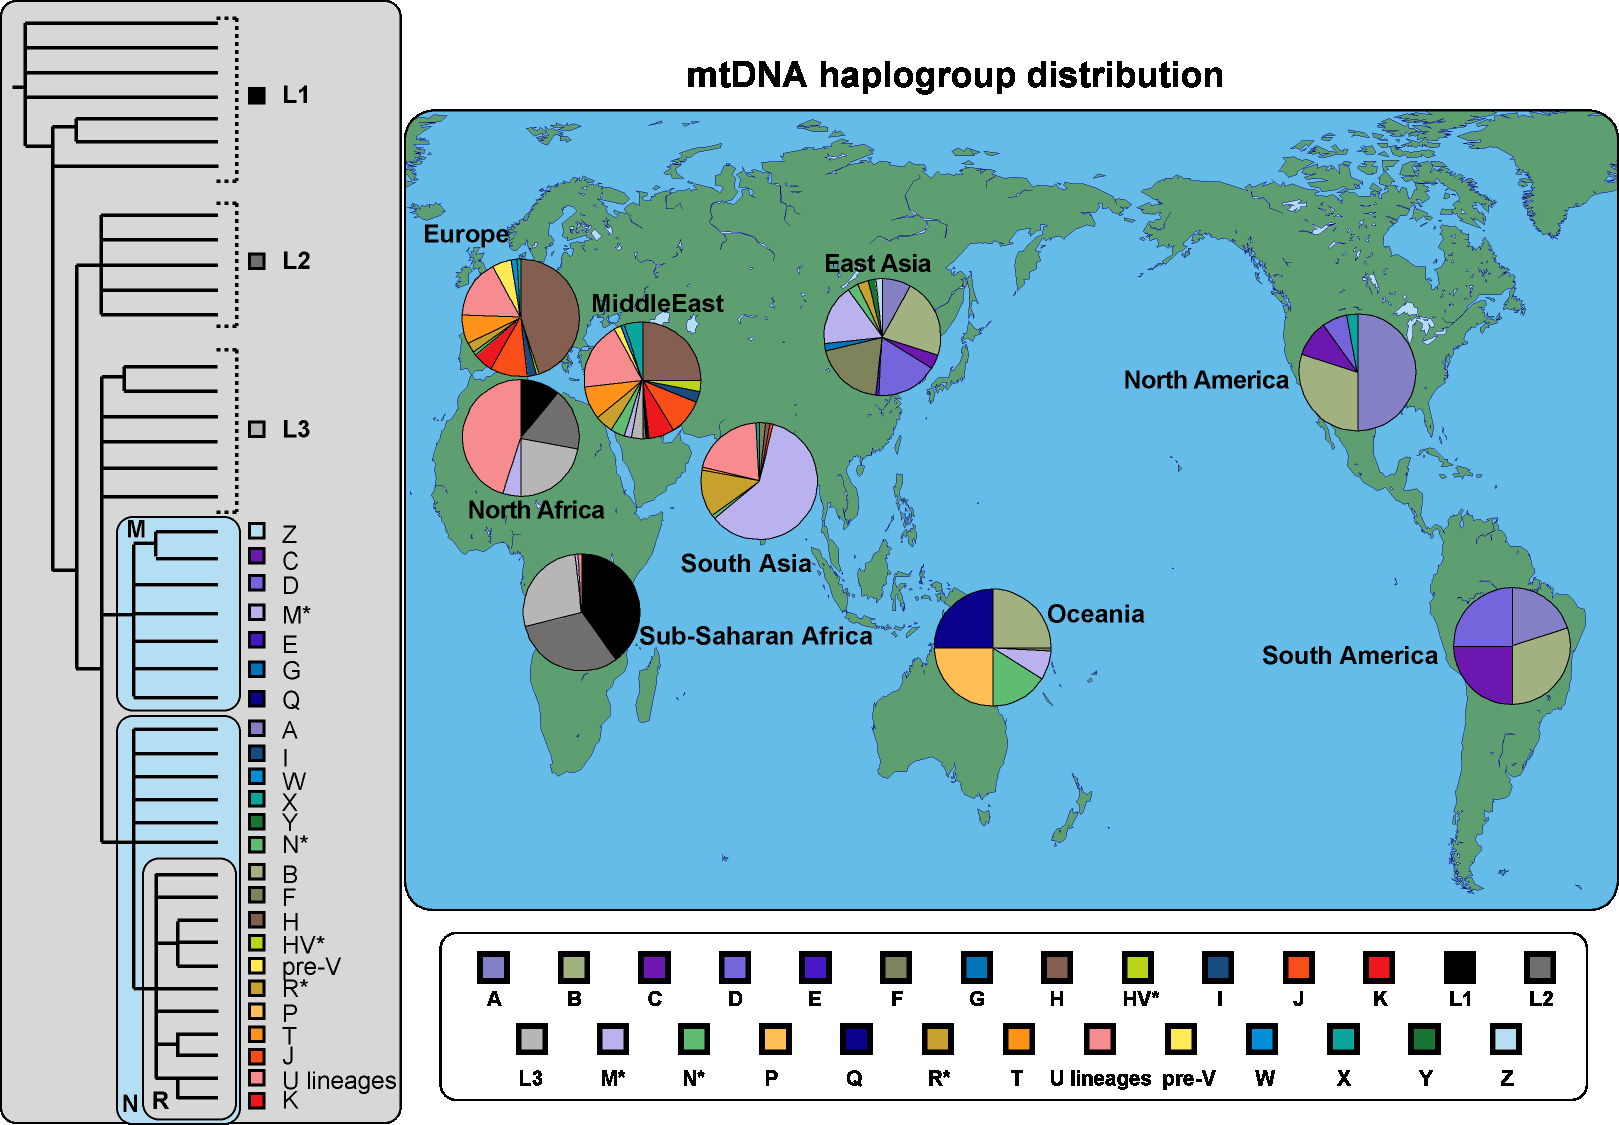 mtDNA haplogroup distribution
L1
L2
L3
M
Z
C
D
M*
E
G
Q
A
I
W
X
Y
N*
B
F
H
HV*
pre-V
R*
P
T
J
U lineages
K
N R
Europe
MiddleEast
East Asia
North America
North Africa
South Asia
Oceania
Sub-Saharan Africa
South America
A B C D E F G H HV* I J K L1 L2
L3 M* N* P Q R* T U lineages pre-V W X Y Z